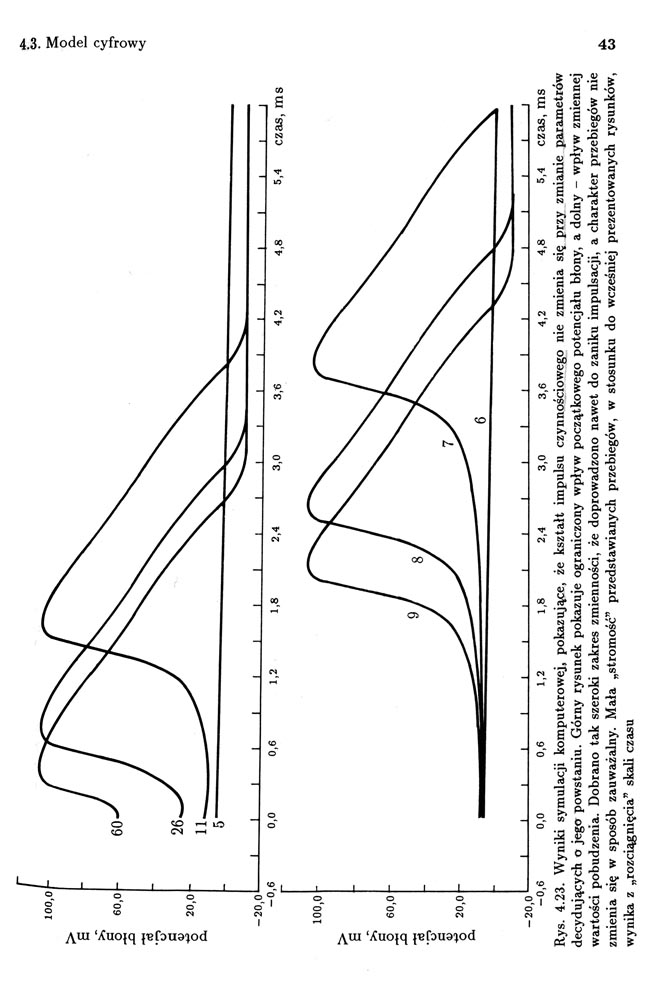 4.3. Model cyfrowy 43
potencjał błony, mV
100,0
60,0
20,0
-20,0
60
26
11
5
-0,6 0,0 0,6 1,2 1,8 2,4 3,0 3,6 4,2 4,8 5,4 czas, ms
potencjał błony, mV
100,0
60,0
20,0
-20,0
9
8
7
6
-0,6 0,0 0,6 1,2 1,8 2,4 3,0 3,6 4,2 4,8 5,4 czas, ms
Rys. 4.23. Wyniki symulacji komputerowej, pokazujące, że kształt impulsu czynnościowego nie zmienia się przy zmianie parametrów
decydujących o jego powstaniu. Górny rysunek pokazuje ograniczony wpływ początkowego potencjału błony, a dolny – wpływ zmiennej
wartości pobudzenia. Dobrano tak szeroki zakres zmienności, że doprowadzono nawet do zaniku impulsacji, a charakter przebiegów nie
zmienia się w sposób zauważalny. Mała „stromość” przedstawianych przebiegów, w stosunku do wcześniej prezentowanych rysunków,
wynika z „rozciągnięcia” skali czasu